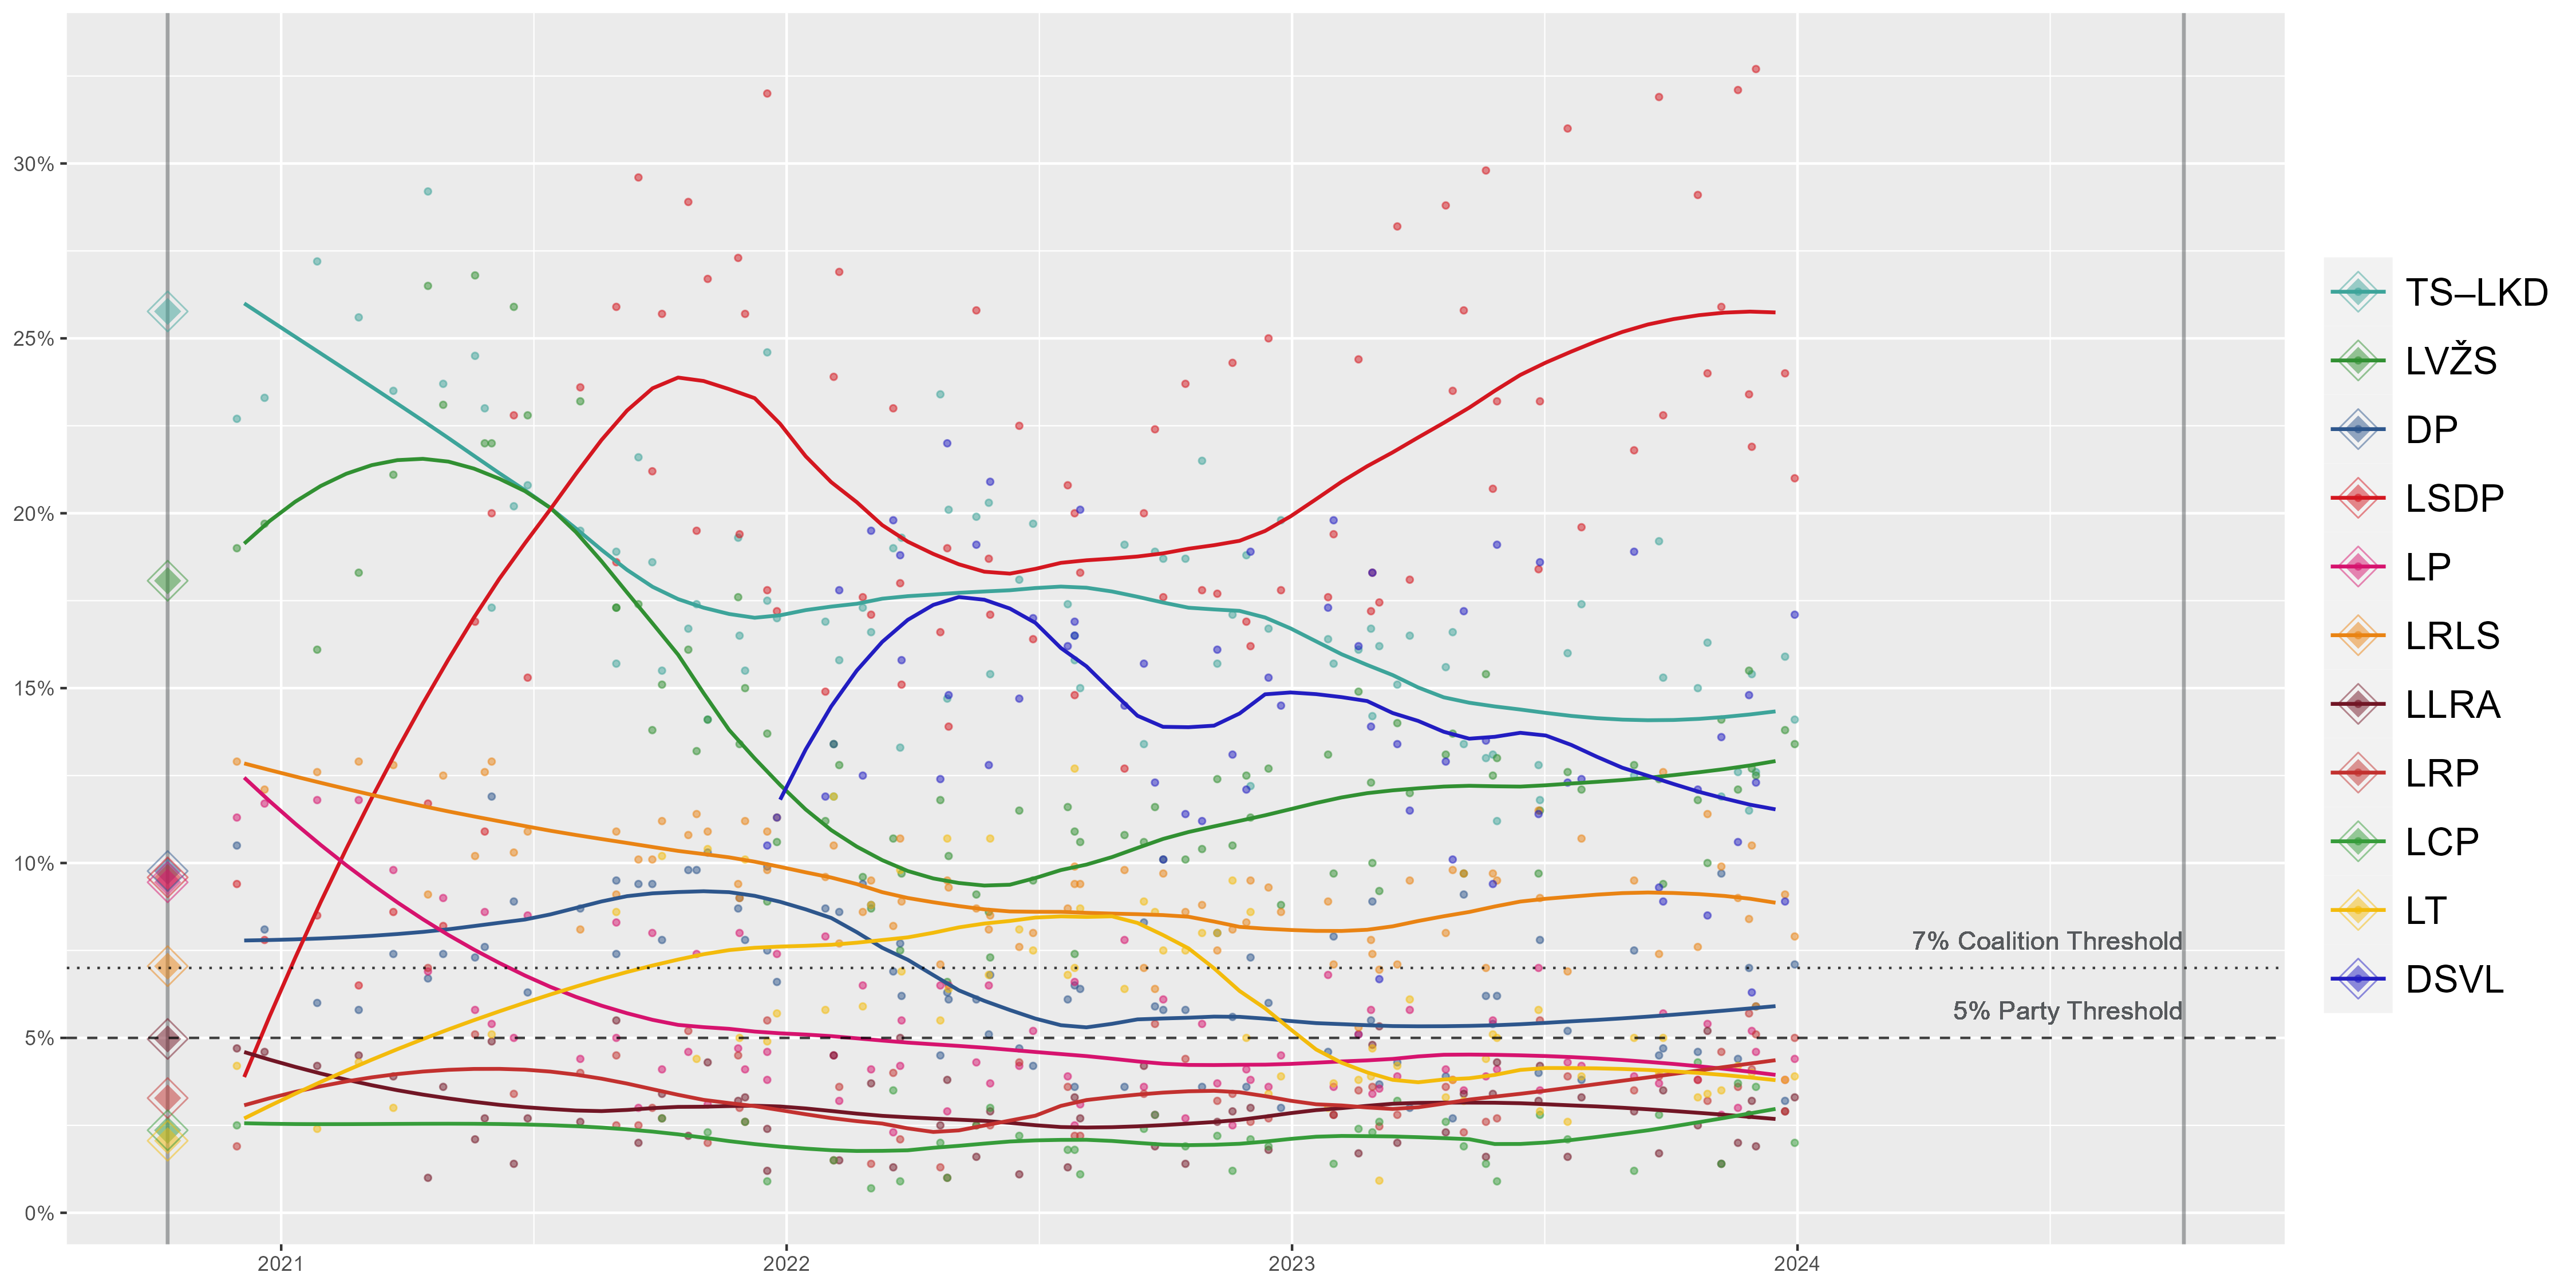 30%
25%
20%
15%
10%
5%
0%
2021
2022
2023
2024
7% Coalition Threshold
5% Party Threshold
TS–LKD
LVŽS
DP
LSDP
LP
LRLS
LLRA
LRP
LCP
LT
DSVL